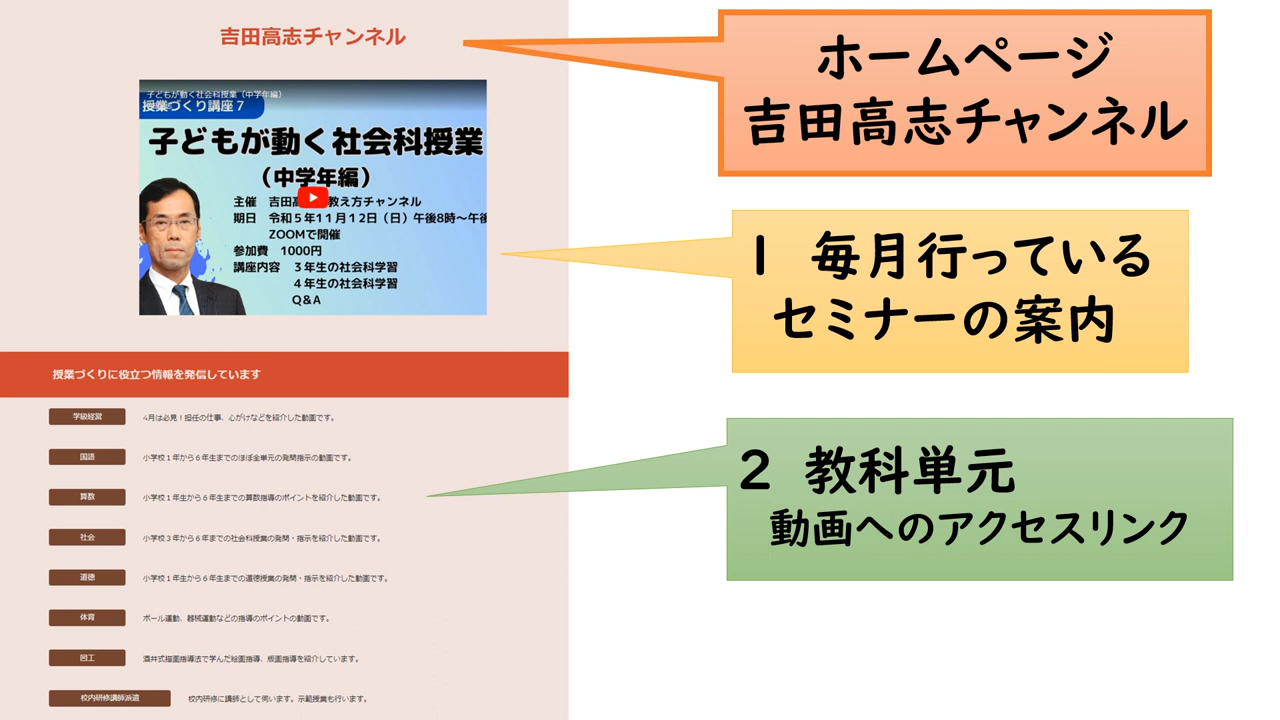 吉田高志チャンネル
子どもが動く社会科授業（中学年編）
授業づくり講座７
子どもが動く社会科授業
（中学年編）
主催　吉田高 教え方チャンネル
期日　令和５年１１月１２日（日）午後8時～午後
ZOOMで開催
参加費　1000円
講座内容　３年生の社会科学習
４年生の社会科学習
Q&A
授業づくりに役立つ情報を発信しています
学級経営　4月は必見！担任の仕事、心がけなどを紹介した動画です。
国語　小学校１年から６年生までのほぼ全単元の発問指示の動画です。
算数　小学校１年生から６年生までの算数指導のポイントを紹介した動画です。
社会　小学校３年から６年までの社会科授業の発問・指示を紹介した動画です。
道徳　小学校１年生から６年生までの道徳授業の発問・指示を紹介した動画です。
体育　ボール運動、器械運動などの指導のポイントの動画です。
図工　酒井式描画指導法で学んだ絵画指導、版画指導を紹介しています。
校内研修講師派遣　校内研修に講師として伺います。示範授業も行います。
ホームページ
吉田高志チャンネル
１　毎月行っている
セミナーの案内
２　教科単元
動画へのアクセスリンク